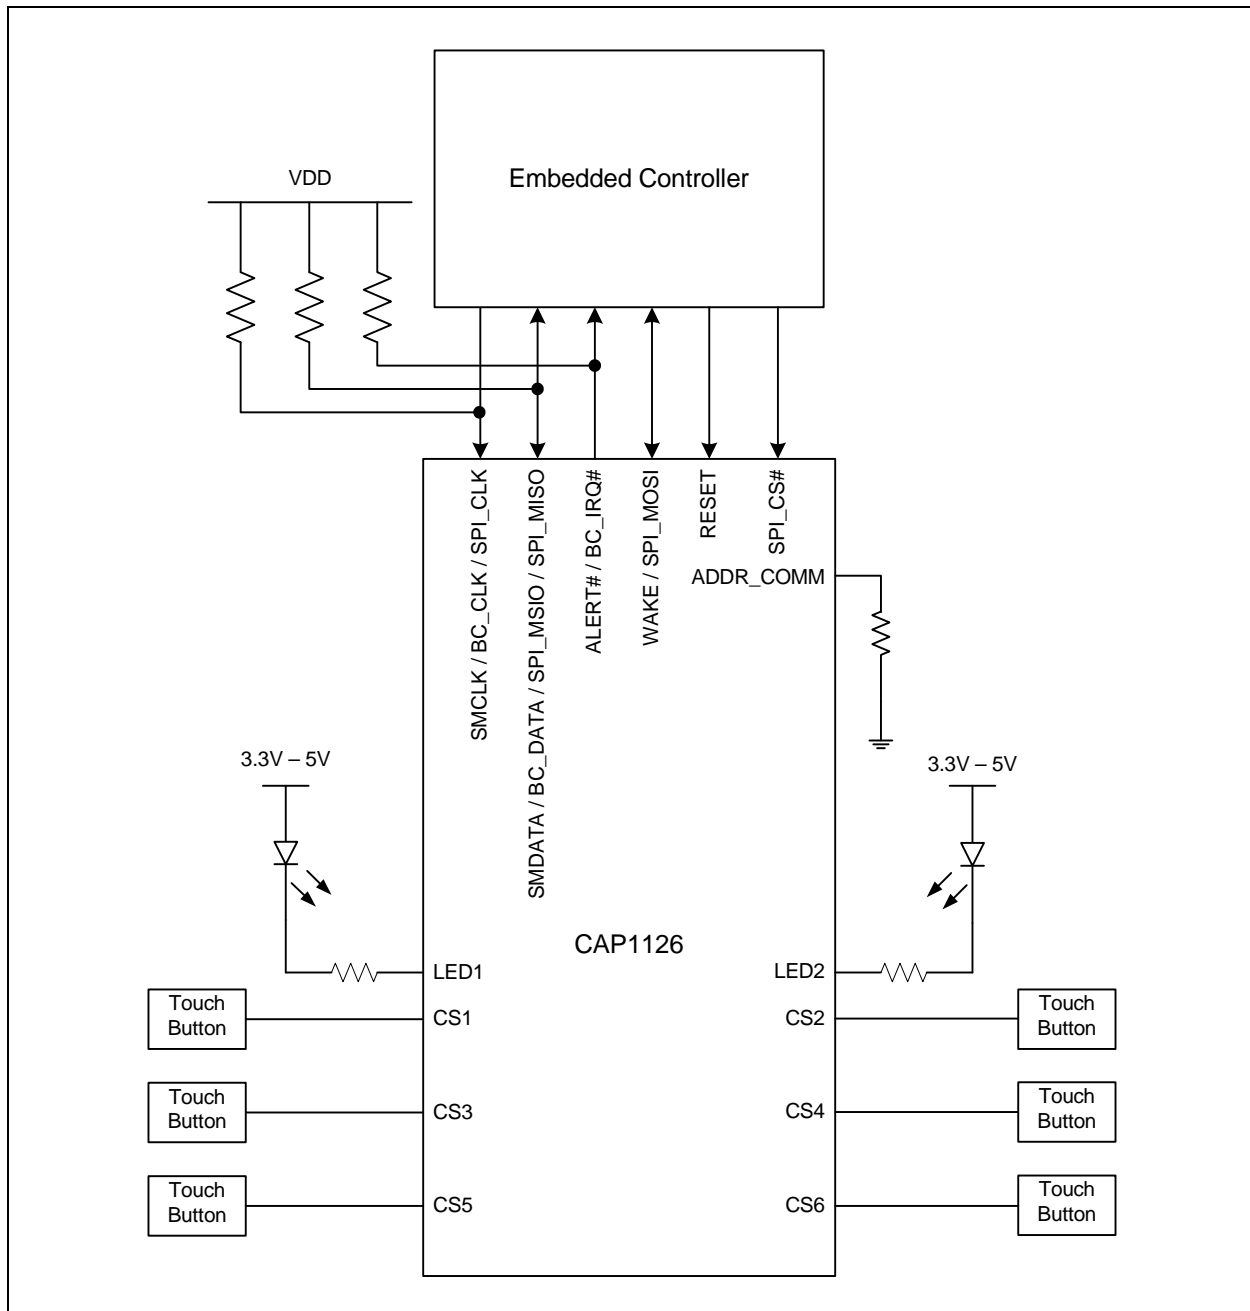 Embedded Controller
VDD
SMCLK / BC_CLK / SPI_CLK
SMDATA / BC_DATA / SPI_MSIO / SPI_MISO
ALERT# / BC_IRQ#
WAKE / SPI_MOSI
RESET
SPI_CS#
ADDR_COMM
3.3V – 5V
3.3V – 5V
CAP1126
LED1
LED2
Touch
Button
CS1
CS2
Touch
Button
Touch
Button
CS3
CS4
Touch
Button
Touch
Button
CS5
CS6
Touch
Button